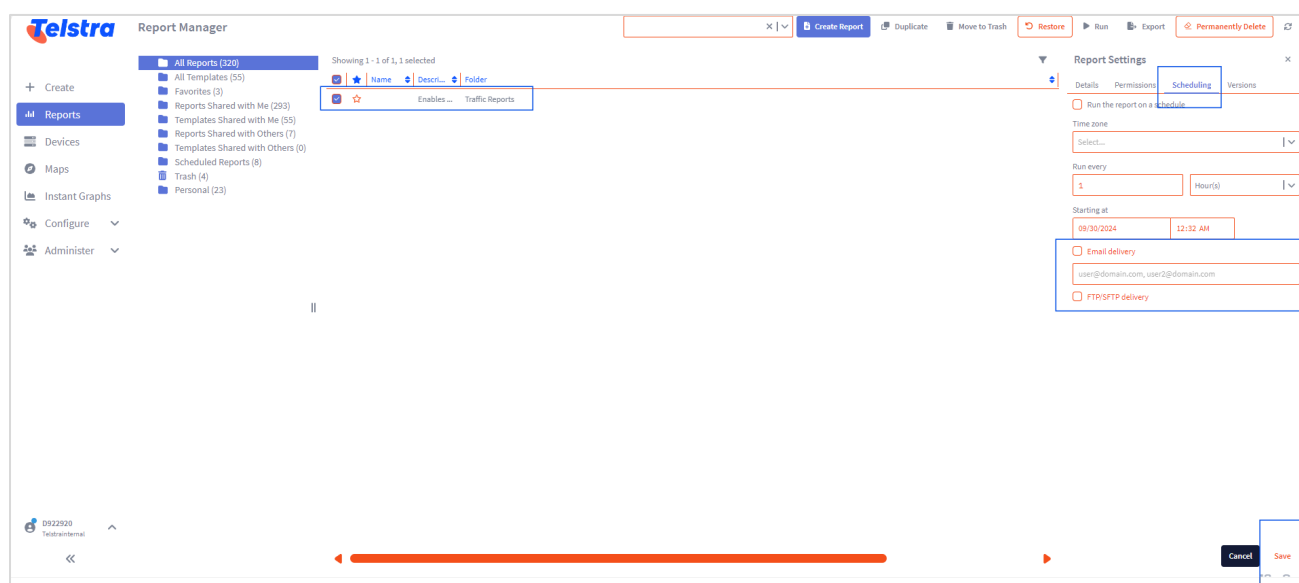 Telstra
Report Manager
Create Report
Duplicate
Move to Trash
Restore
Run
Export
Permanently Delete
Create
Reports
Devices
Maps
Instant Graphs
Configure
Administer
All Reports (320)
All Templates (55)
Favorites (3)
Reports Shared with Me (293)
Templates Shared with Me (55)
Reports Shared with Others (7)
Templates Shared with Others (0)
Scheduled Reports (8)
Trash (4)
Personal (23)
Showing 1 - 1 of 1, 1 selected
Name Descri... Folder
Enables ... Traffic Reports
Report Settings
Details Permissions Scheduling Versions
Run the report on a schedule
Time zone
Select...
Run every
1 Hour(s)
Starting at
09/30/2024 12:32 AM
Email delivery
user@domain.com, user2@domain.com
FTP/SFTP delivery
D922920
Telstrainternal
Cancel Save